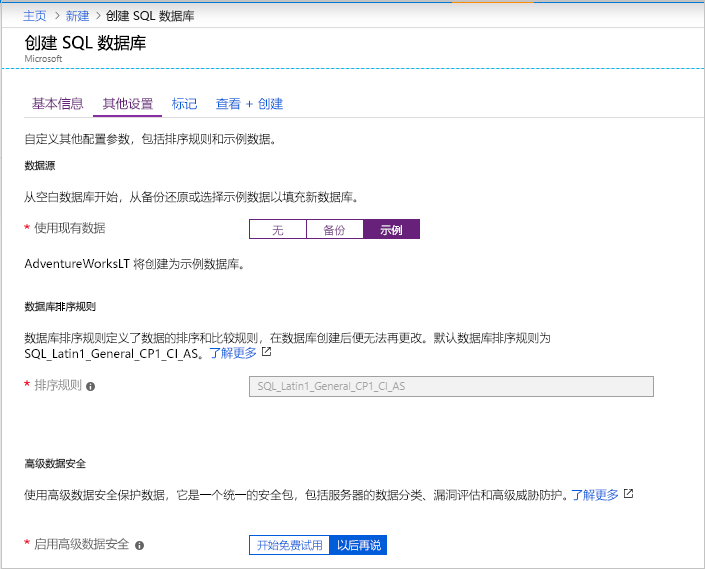 主页 > 新建 > 创建 SQL 数据库
创建 SQL 数据库
Microsoft
基本信息 其他设置 标记 查看 + 创建
自定义其他配置参数，包括排序规则和示例数据。
数据源
从空白数据库开始，从备份还原或选择示例数据以填充新数据库。
* 使用现有数据 无 备份 示例
AdventureWorksLT 将创建为示例数据库。
数据库排序规则
数据库排序规则定义了数据的排序和比较规则，在数据库创建后便无法再更改。默认数据库排序规则为
SQL_Latin1_General_CP1_CI_AS。了解更多
* 排序规则 SQL_Latin1_General_CP1_CI_AS
高级数据安全
使用高级数据安全保护数据，它是一个统一的安全包，包括服务器的数据分类、漏洞评估和高级威胁防护。了解更多
* 启用高级数据安全 开始免费试用 以后再说